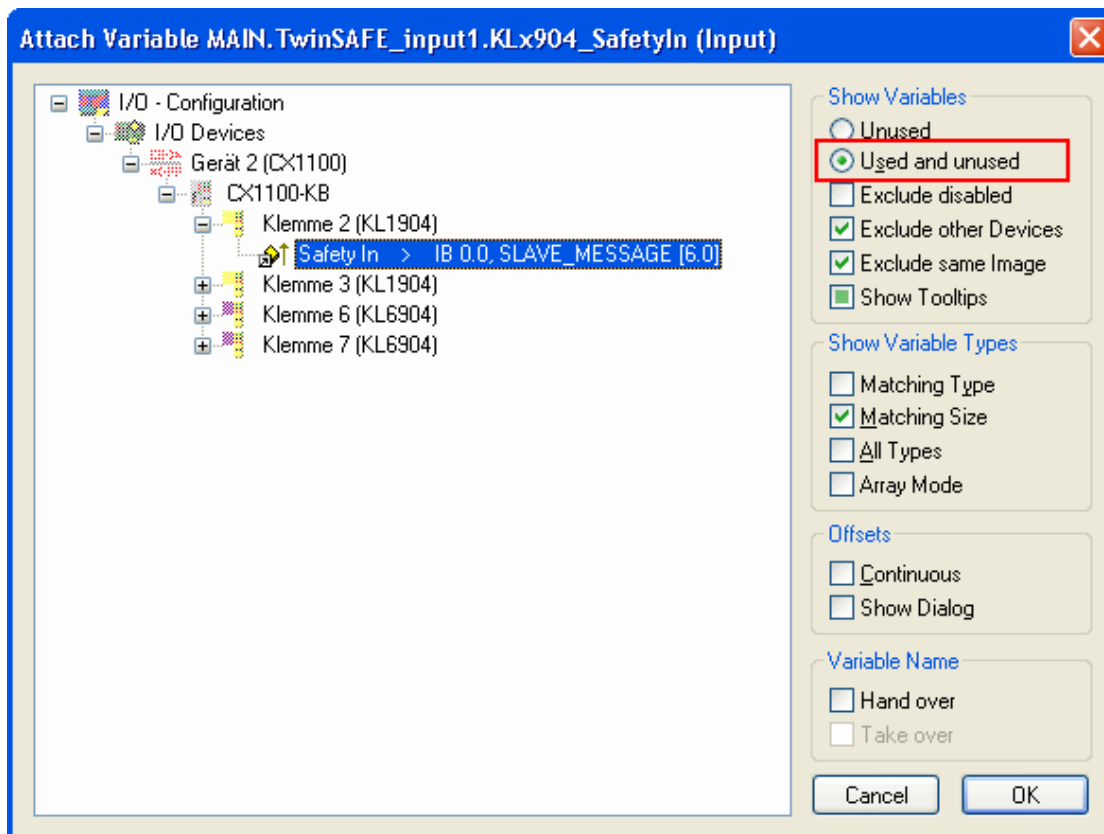 Attach Variable MAIN.TwinSAFE_input1.KLx904_SafetyIn (Input)
I/O - Configuration
I/O Devices
Gerät 2 (CX1100)
CX1100-KB
Klemme 2 (KL1904)
Safety In > IB 0.0, SLAVE_MESSAGE [6.0]
Klemme 3 (KL1904)
Klemme 6 (KL6904)
Klemme 7 (KL6904)
Show Variables
Unused
Used and unused
Exclude disabled
Exclude other Devices
Exclude same Image
Show Tooltips
Show Variable Types
Matching Type
Matching Size
All Types
Array Mode
Offsets
Continuous
Show Dialog
Variable Name
Hand over
Take over
Cancel
OK